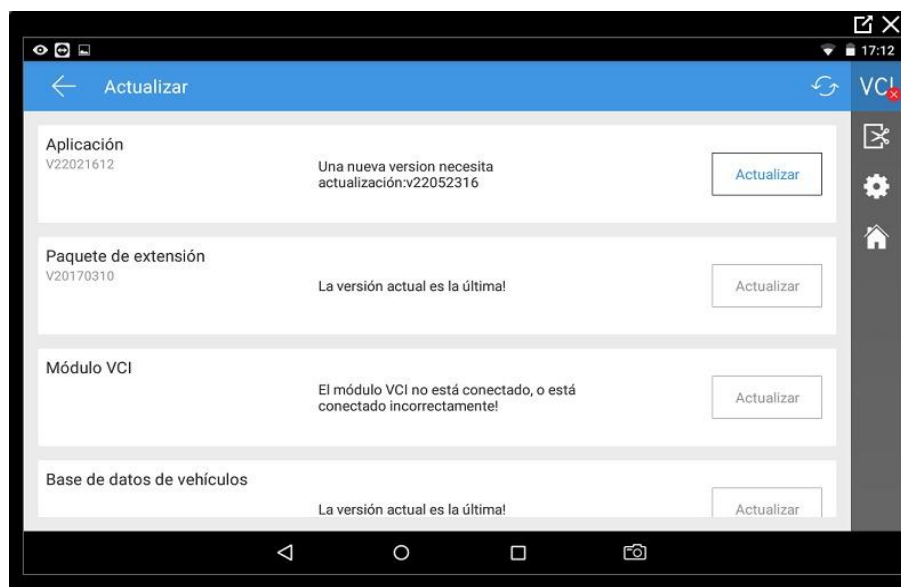 17:12
Actualizar
VCI
Aplicación
V22021612
Una nueva version necesita
actualización:v22052316
Actualizar
Paquete de extensión
V20170310
La versión actual es la última!
Actualizar
Módulo VCI
El módulo VCI no está conectado, o está
conectado incorrectamente!
Actualizar
Base de datos de vehículos
La versión actual es la última!
Actualizar